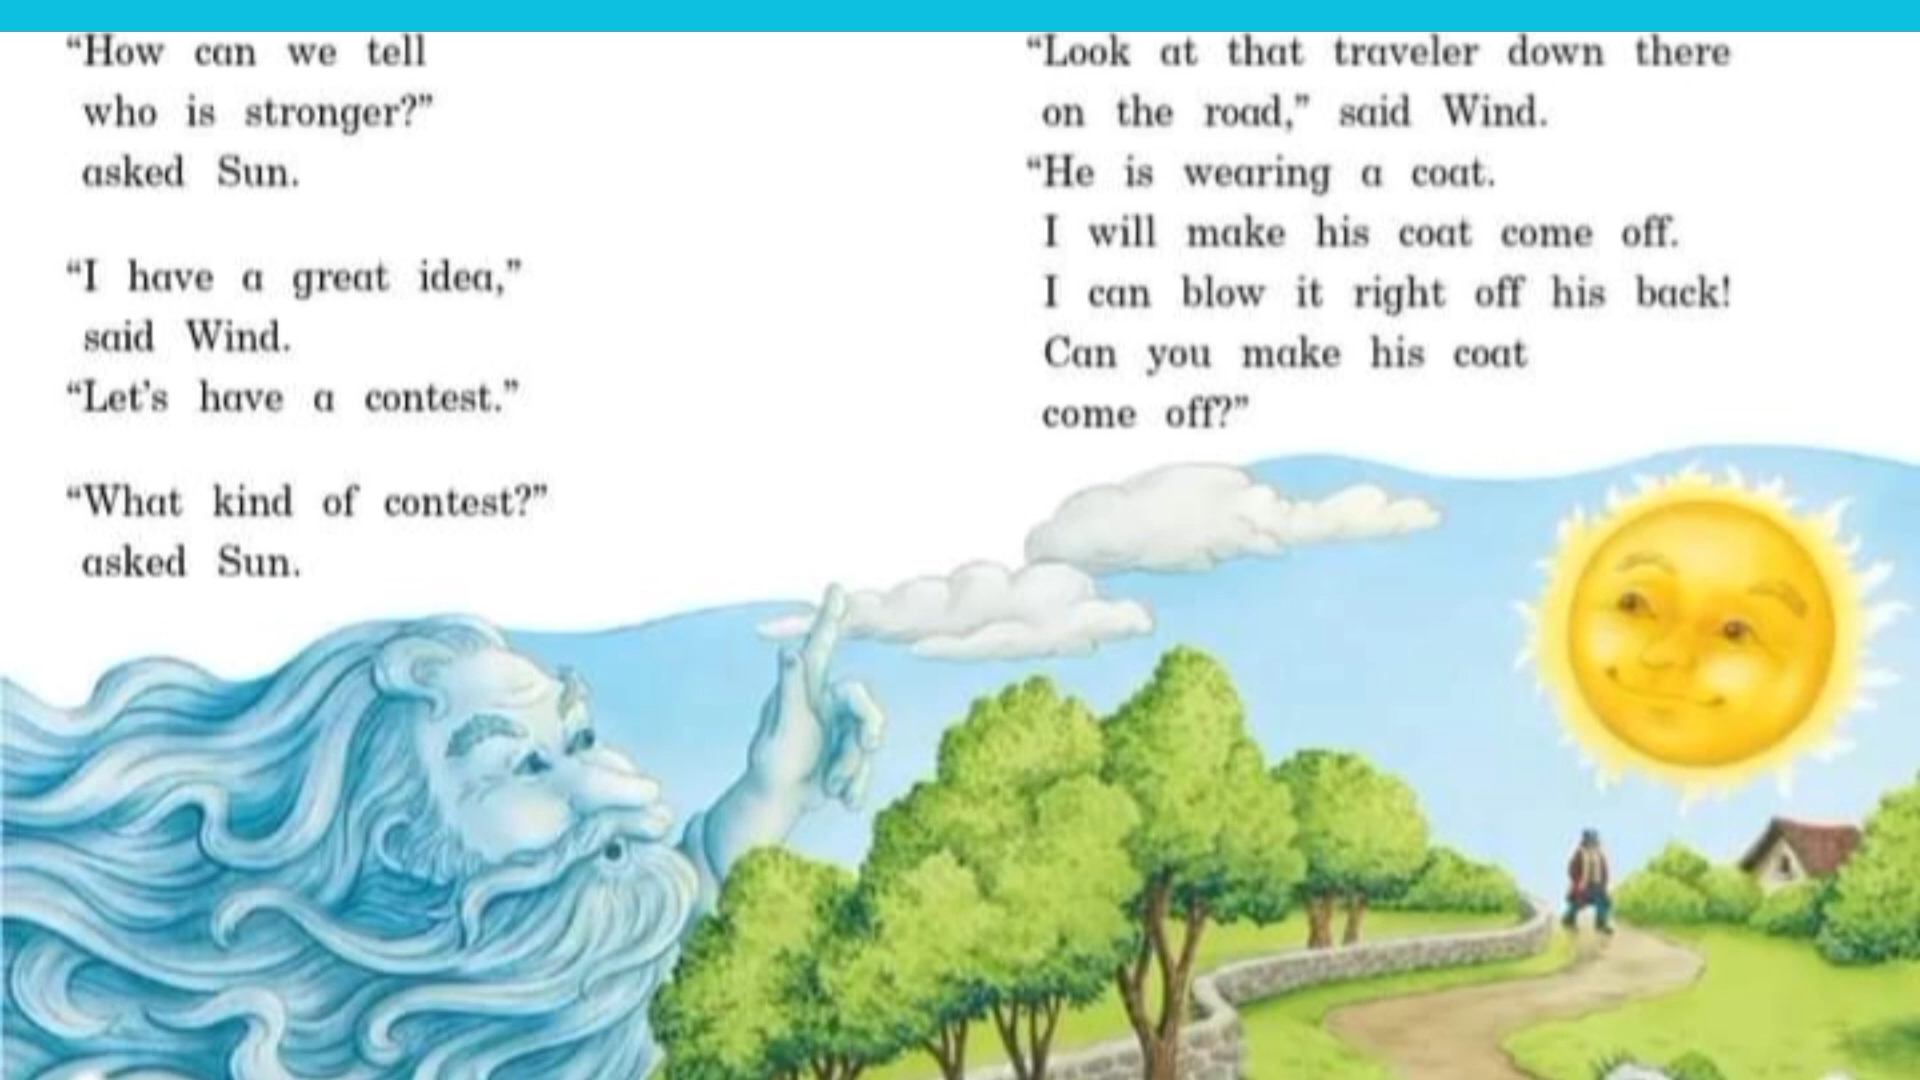 “How can we tell
who is stronger?”
asked Sun.
“I have a great idea,”
said Wind.
“Let’s have a contest.”
“What kind of contest?”
asked Sun.
“Look at that traveler down there
on the road,” said Wind.
“He is wearing a coat.
I will make his coat come off.
I can blow it right off his back!
Can you make his coat
come off?”